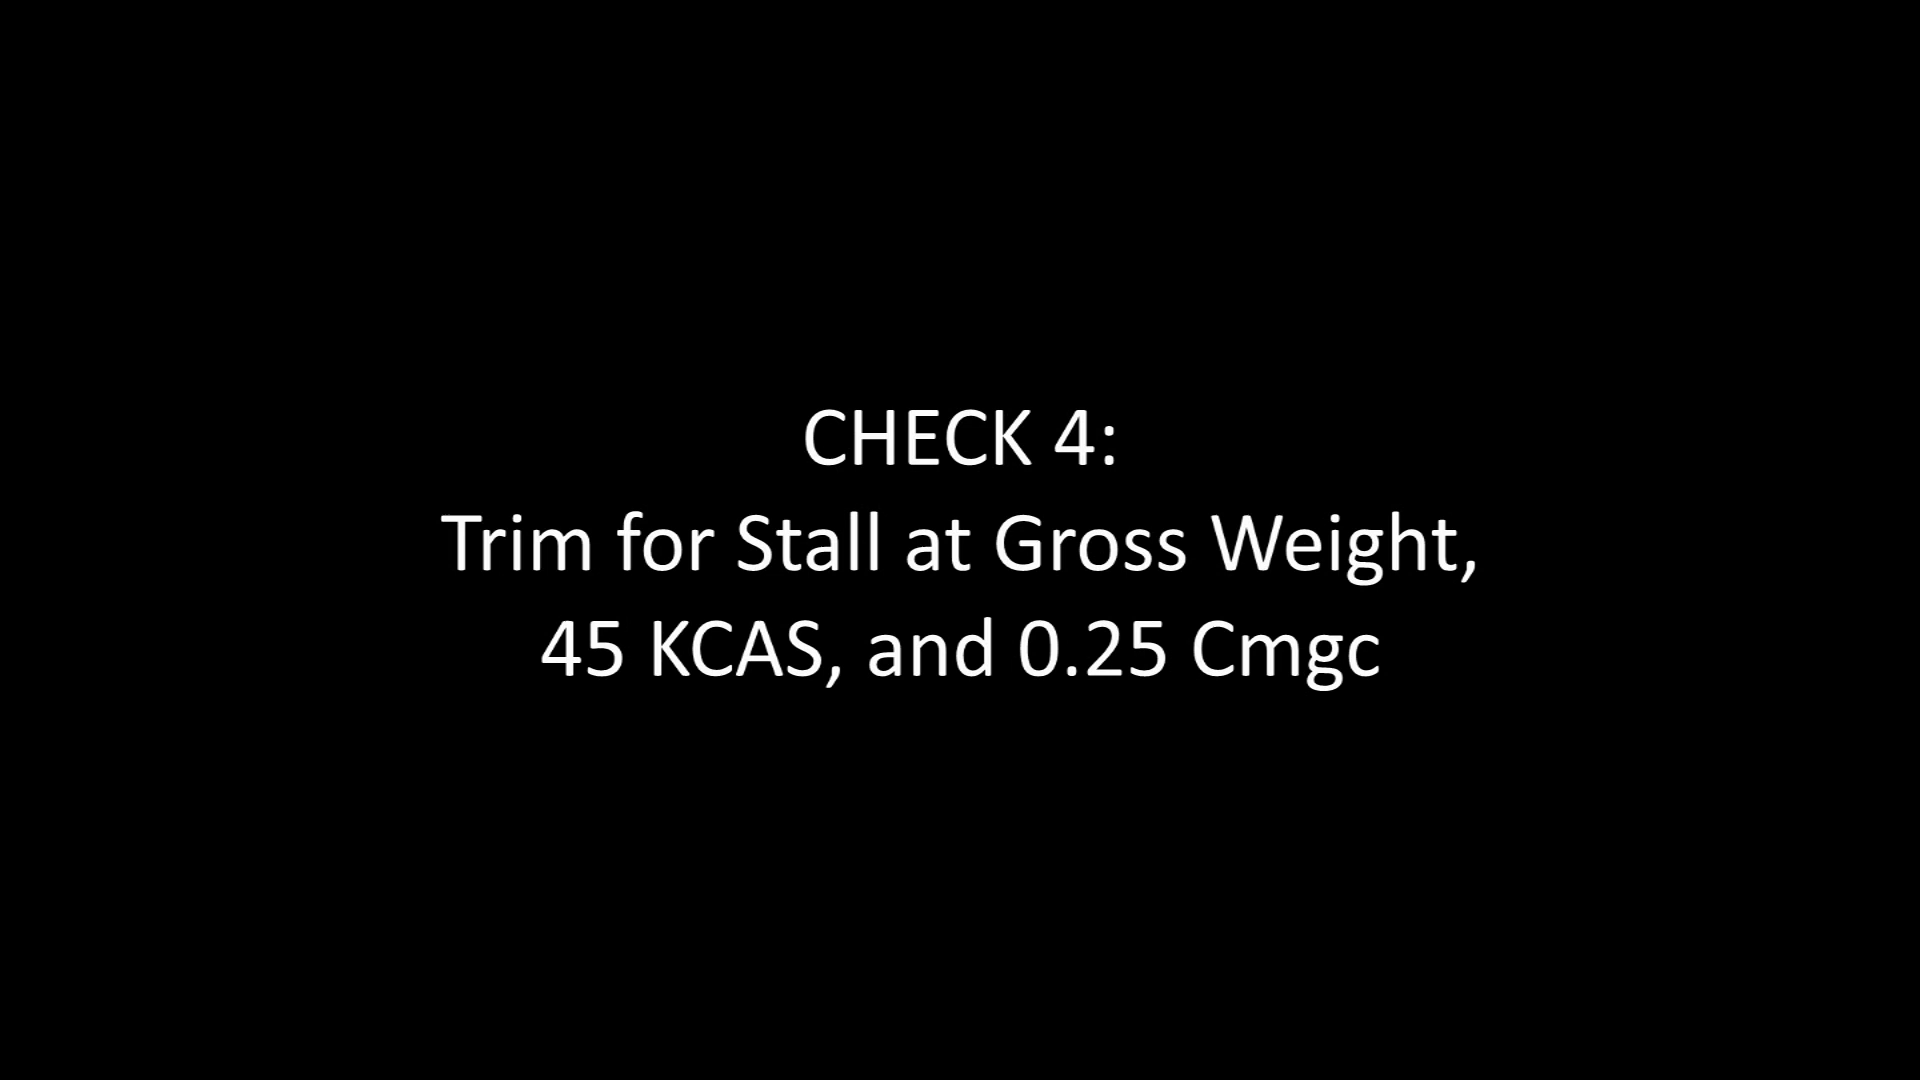 CHECK 4:
Trim for Stall at Gross Weight,
45 KCAS, and 0.25 Cmgc